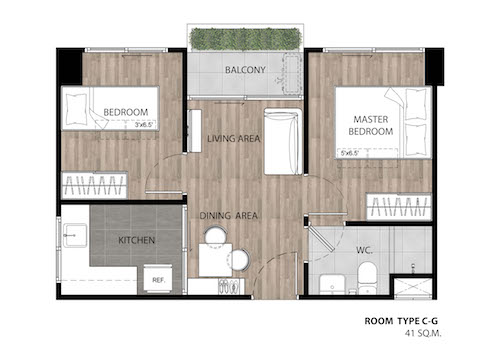 BALCONY
BEDROOM
3'x6.5'
LIVING AREA
MASTER
BEDROOM
5'x6.5'
DINING AREA
KITCHEN
REF.
WC.
ROOM TYPE C-G
41 SQ.M.